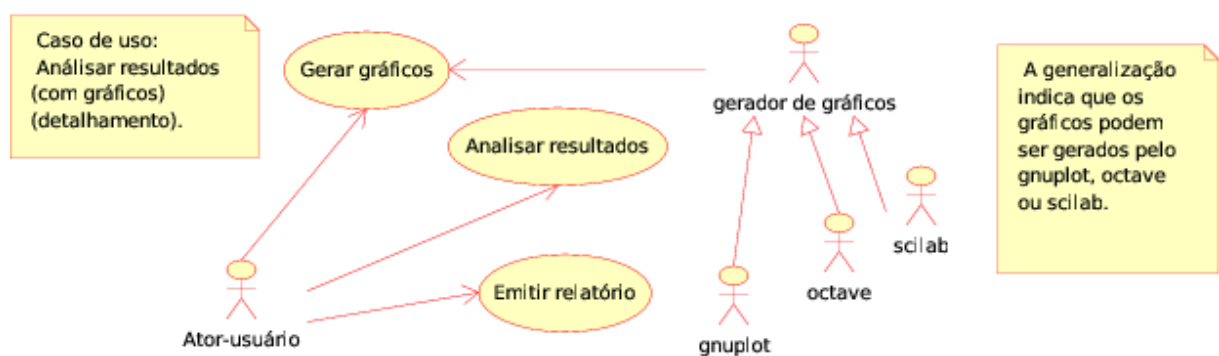 Caso de uso:
Análisar resultados
(com gráficos)
(detalhamento).
Gerar gráficos
gerador de gráficos
A generalização
indica que os
gráficos podem
ser gerados pelo
gnuplot, octave
ou scilab.
Analisar resultados
scilab
Emitir relatório
octave
Ator-usuário
gnuplot